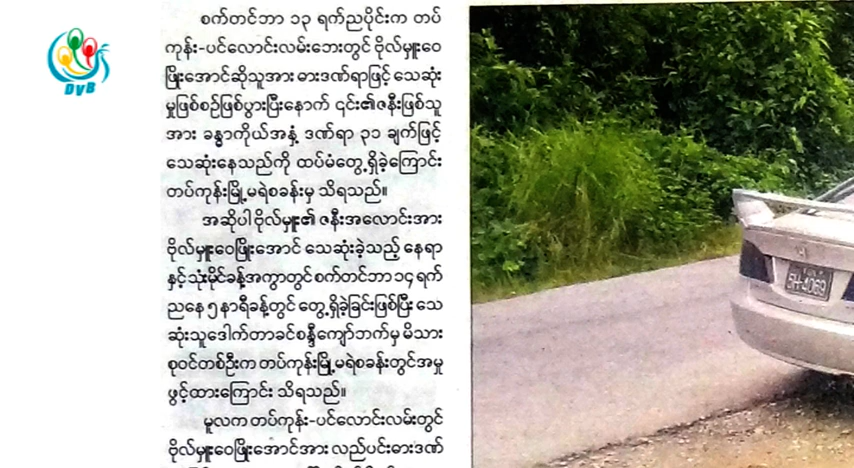 DVB
စက်တင်ဘာ ၁၃ ရက်ညပိုင်းက တပ်
ကုန်း-ပင်လောင်းလမ်းဘေးတွင် ဗိုလ်မှူးဝေ
ဖြိုးအောင်ဆိုသူအား ဓားဒဏ်ရာဖြင့် သေဆုံး
မှုဖြစ်စဉ်ဖြစ်ပွားပြီးနောက် ၎င်း၏ဇနီးဖြစ်သူ
အား ခန္ဓာကိုယ်အနှံ့ ဒဏ်ရာ ၃၁ ချက်ဖြင့်
သေဆုံးနေသည်ကို ထပ်မံတွေ့ရှိခဲ့ကြောင်း
တပ်ကုန်းမြို့မရဲစခန်းမှ သိရသည်။
အဆိုပါဗိုလ်မှူး၏ ဇနီးအလောင်းအား
ဗိုလ်မှူးဝေဖြိုးအောင် သေဆုံးခဲ့သည့် နေရာ
နှင့်သုံးမိုင်ခန့်အကွာတွင် စက်တင်ဘာ ၁၄ ရက်
ညနေ ၅ နာရီခန့်တွင် တွေ့ရှိခဲ့ခြင်းဖြစ်ပြီး သေ
ဆုံးသူဒေါက်တာခင်စန္ဒီကျော်ဘက်မှ မိသား
စုဝင်တစ်ဦးက တပ်ကုန်းမြို့မရဲစခန်းတွင်အမှု
ဖွင့်ထားကြောင်း သိရသည်။
မူလက တပ်ကုန်း-ပင်လောင်းလမ်းတွင်
ဗိုလ်မှူးဝေဖြိုးအောင်အား လည်ပင်းဓားဒဏ်
5H-4069